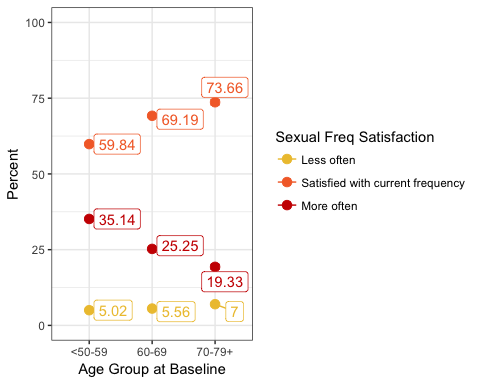 100
75
50
25
0
Percent
73.66
69.19
59.84
35.14
25.25
19.33
5.02
5.56
7
<50-59
60-69
70-79+
Age Group at Baseline
Sexual Freq Satisfaction
Less often
Satisfied with current frequency
More often